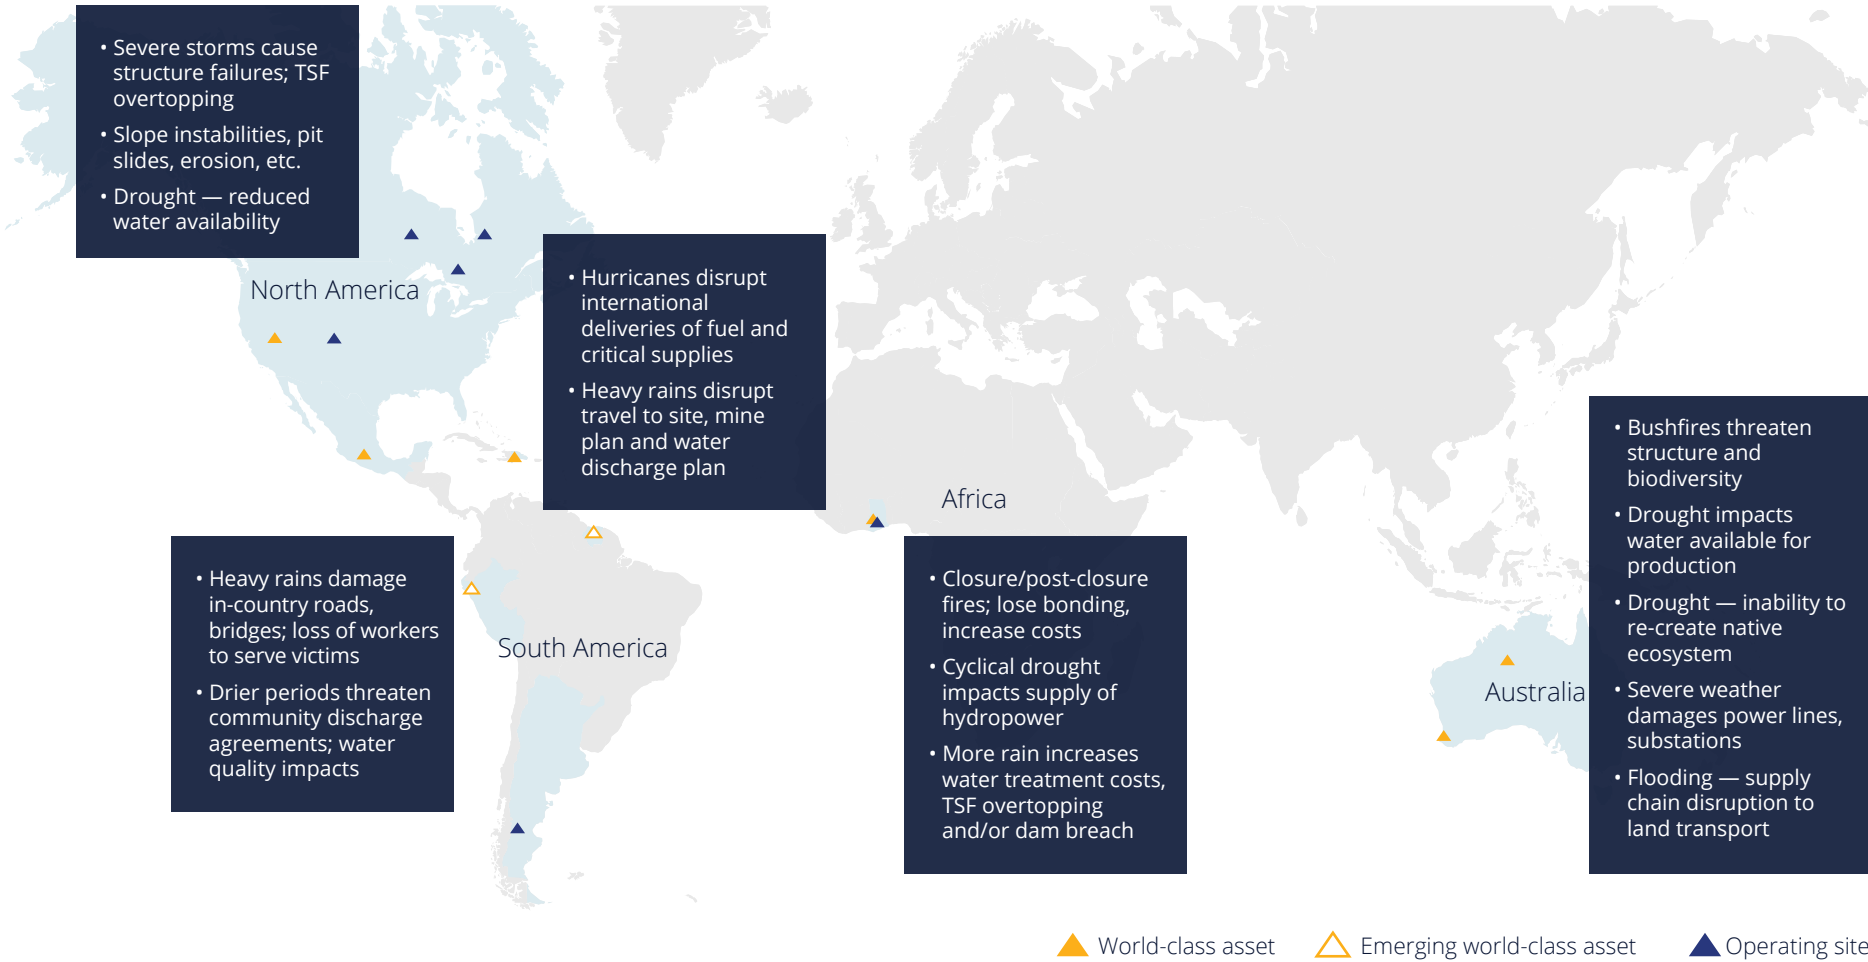 • Severe storms cause
structure failures; TSF
overtopping
• Slope instabilities, pit
slides, erosion, etc.
• Drought — reduced
water availability
North America
• Hurricanes disrupt
international
deliveries of fuel and
critical supplies
• Heavy rains disrupt
travel to site, mine
plan and water
discharge plan
• Heavy rains damage
in-country roads,
bridges; loss of workers
to serve victims
• Drier periods threaten
community discharge
agreements; water
quality impacts
South America
Africa
• Closure/post-closure
fires; lose bonding,
increase costs
• Cyclical drought
impacts supply of
hydropower
• More rain increases
water treatment costs,
TSF overtopping
and/or dam breach
Australia
• Bushfires threaten
structure and
biodiversity
• Drought impacts
water available for
production
• Drought — inability to
re-create native
ecosystem
• Severe weather
damages power lines,
substations
• Flooding — supply
chain disruption to
land transport
World-class asset
Emerging world-class asset
Operating site